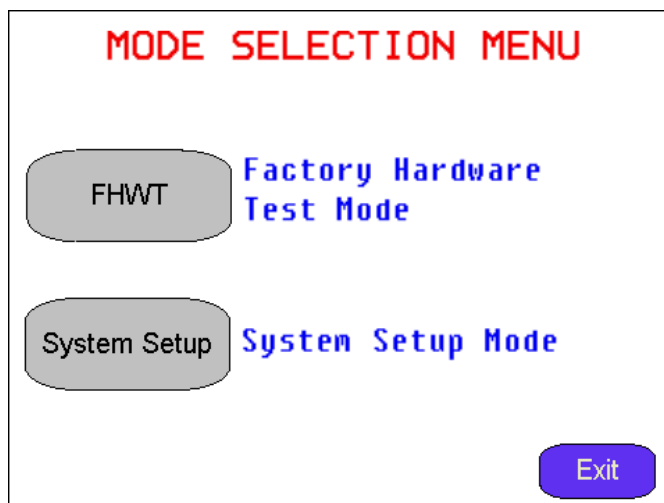 MODE SELECTION MENU
FHWT
Factory Hardware
Test Mode
System Setup
System Setup Mode
Exit